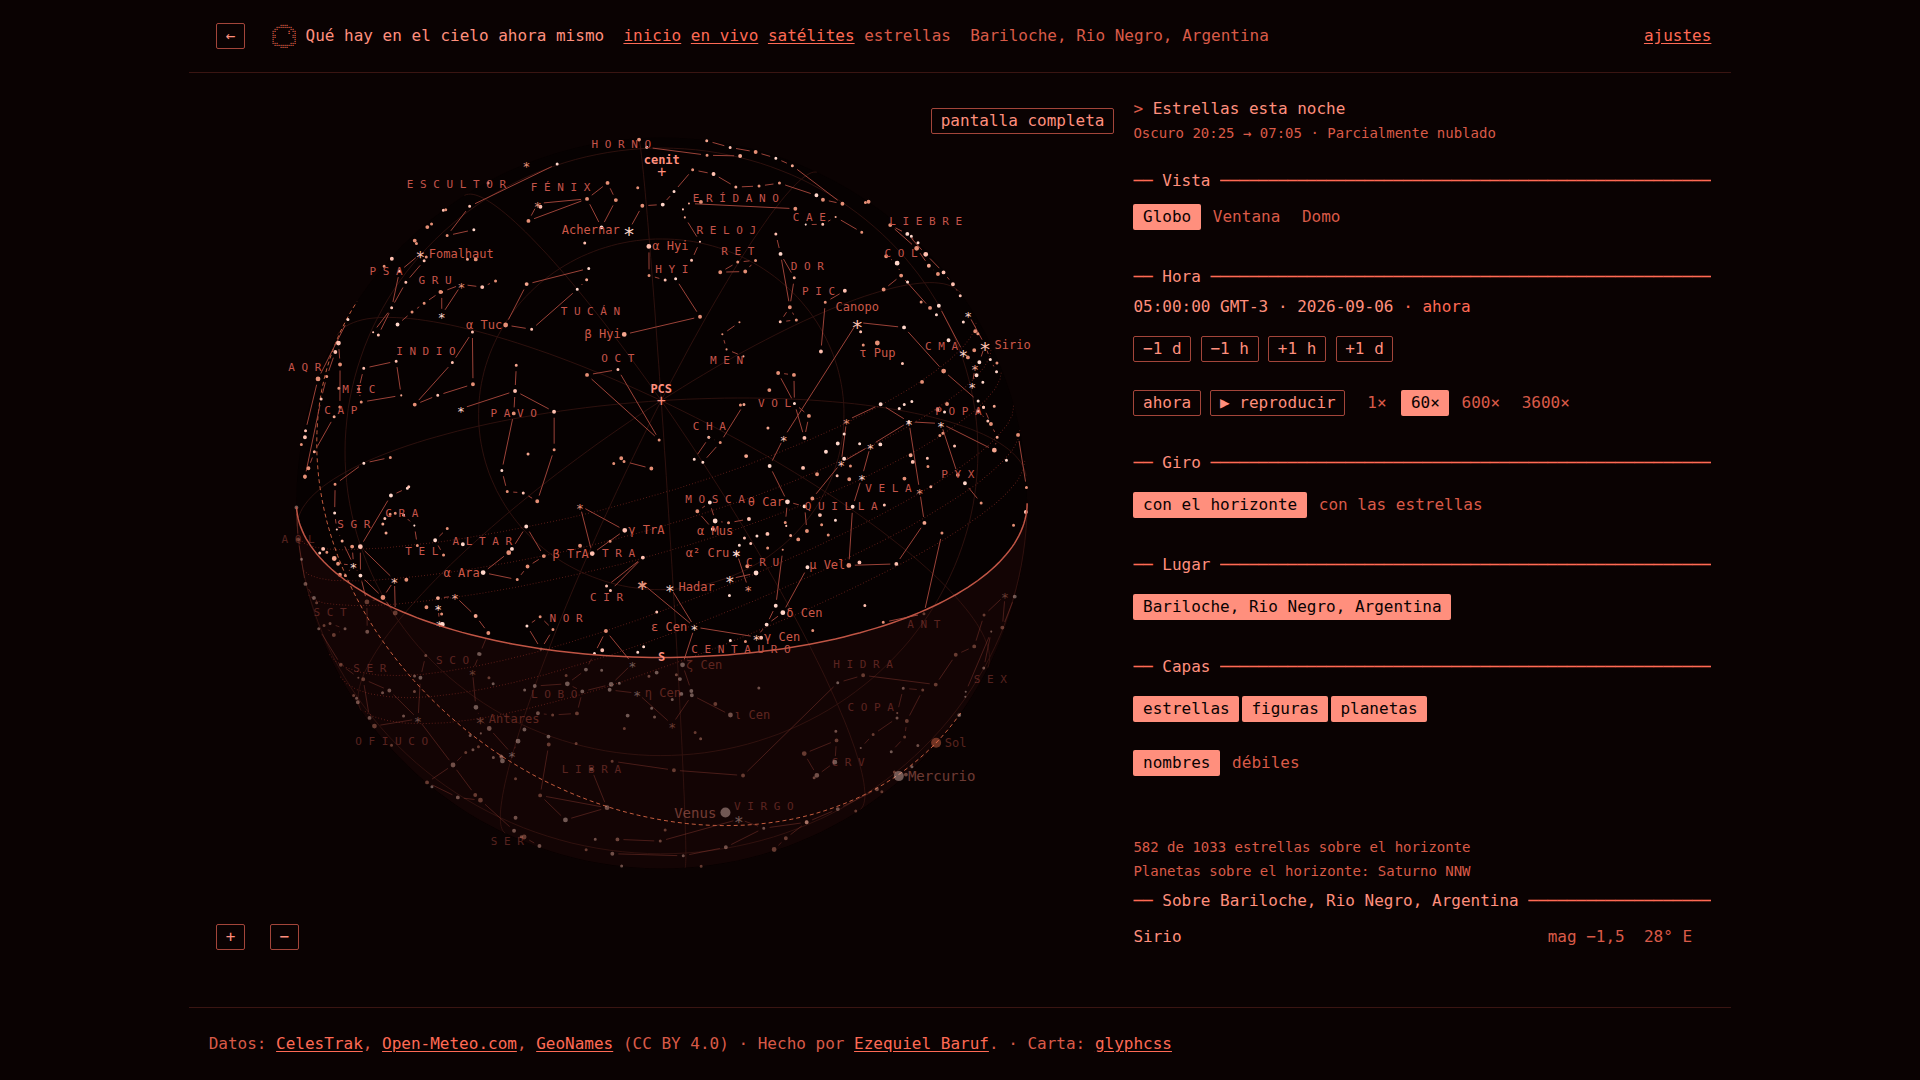 ← Qué hay en el cielo ahora mismo inicio en vivo satélites estrellas Bariloche, Rio Negro, Argentina ajustes
pantalla completa
HORNO
cenit
ESCULTOR
FÉNIX
ERÍDANO
CAE
LIEBRE
Achernar
RELOJ
α Hyi
RET
COL
Fomalhaut
PSA
HYI
DOR
GRU
PIC
TUCÁN
Canopo
α Tuc
β Hyi
INDIO
OCT
MEN
τ Pup
CMA
Sirio
AQR
MIC
PCS
CAP
PAVO
VOL
POPA
CHA
PYX
VELA
MOSCA
θ Car
QUILLA
CRA
SGR
γ TrA
α Mus
AQL
ALTAR
TEL
β TrA
TRA
α² Cru
CRU
μ Vel
α Ara
Hadar
CIR
SCT
NOR
δ Cen
ANT
ε Cen
γ Cen
CENTAURO
S
SCO
SER
ζ Cen
HIDRA
SEX
LOBO
η Cen
COPA
Antares
ι Cen
OFIUCO
Sol
LIBRA
CRV
Mercurio
Venus
VIRGO
SER
+ −
> Estrellas esta noche
Oscuro 20:25 → 07:05 · Parcialmente nublado
Vista
Globo Ventana Domo
Hora
05:00:00 GMT-3 · 2026-09-06 · ahora
−1 d −1 h +1 h +1 d
ahora ▶ reproducir 1× 60× 600× 3600×
Giro
con el horizonte con las estrellas
Lugar
Bariloche, Rio Negro, Argentina
Capas
estrellas figuras planetas
nombres débiles
582 de 1033 estrellas sobre el horizonte
Planetas sobre el horizonte: Saturno NNW
Sobre Bariloche, Rio Negro, Argentina
Sirio mag −1,5 28° E
Datos: CelesTrak, Open-Meteo.com, GeoNames (CC BY 4.0) · Hecho por Ezequiel Baruf. · Carta: glyphcss